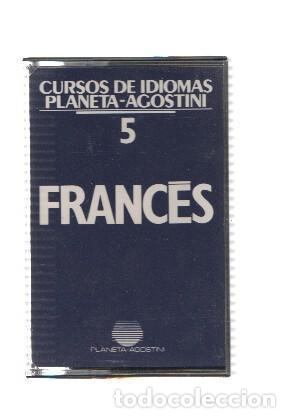 CURSOS DE IDIOMAS
PLANETA-AGOSTINI
5
FRANCÉS
PLANETA-AGOSTINI
todocoleccion